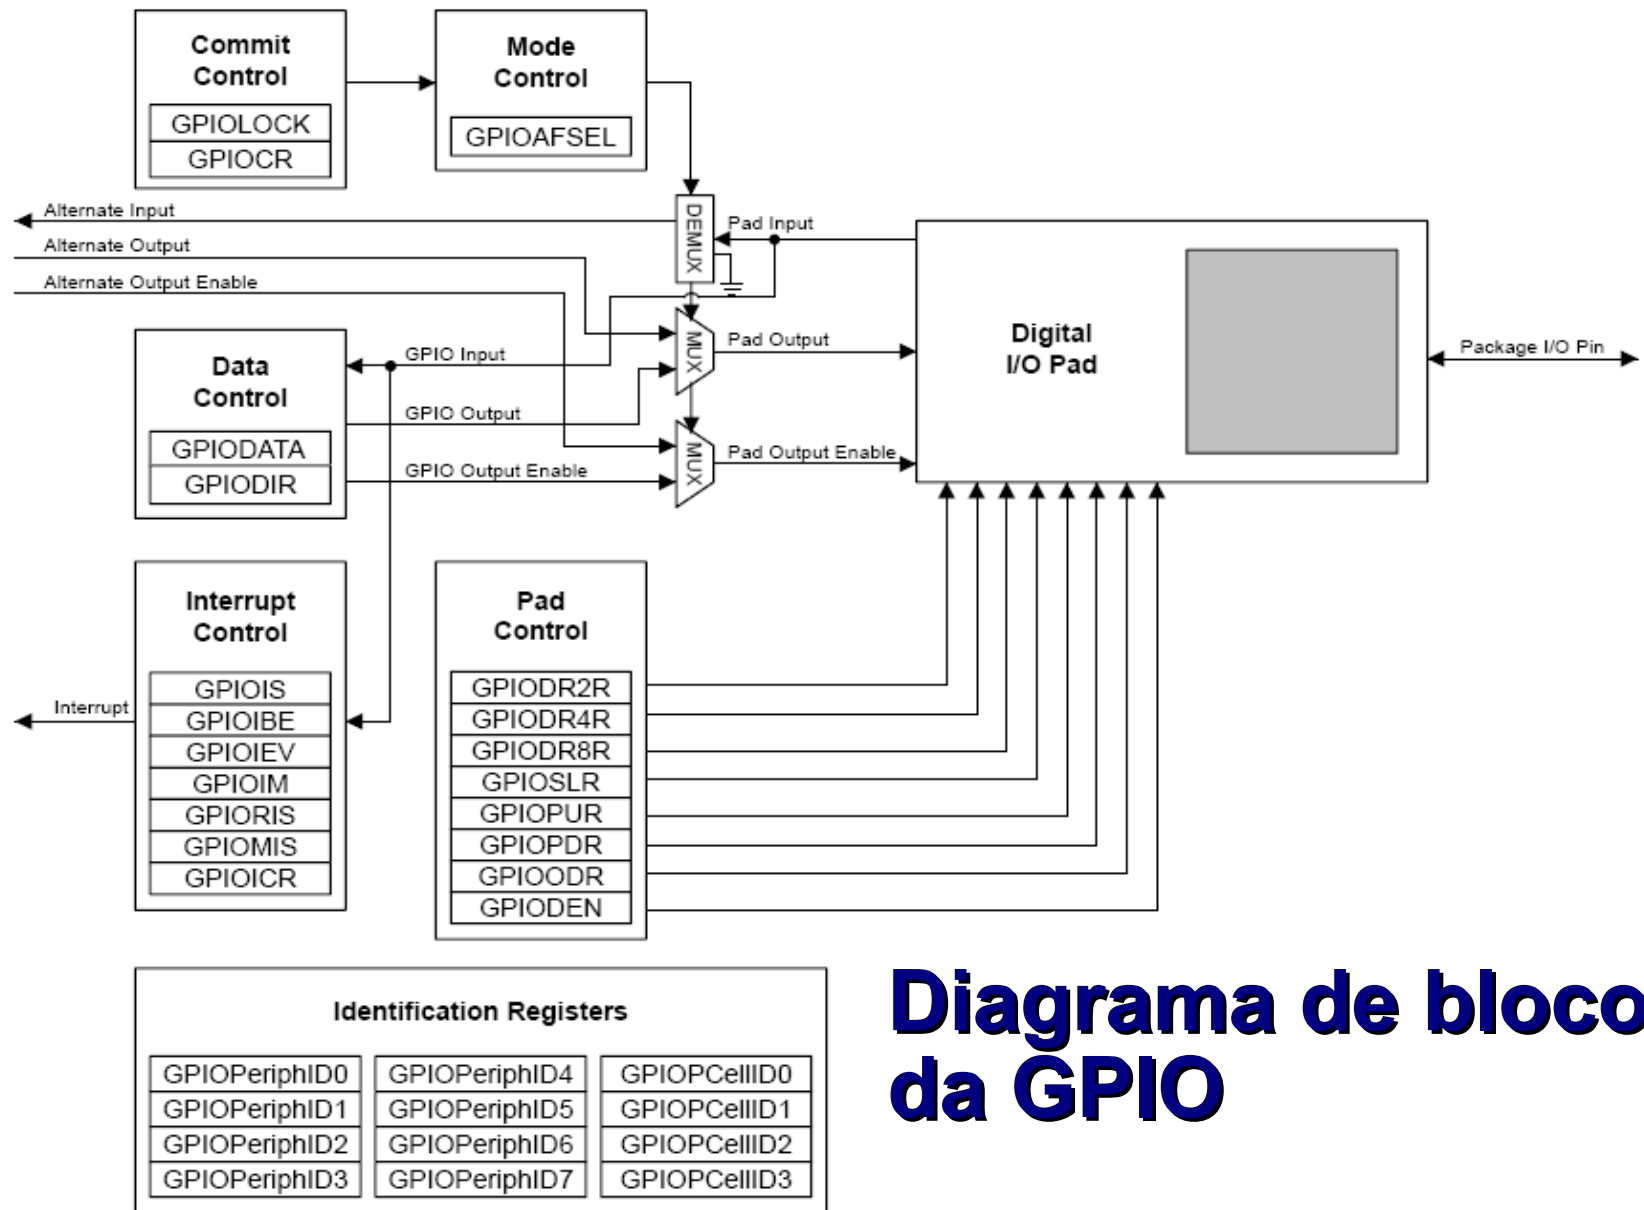 Commit
Control
GPIOLOCK
GPIOCR
Mode
Control
GPIOAFSEL
Alternate Input
Alternate Output
Alternate Output Enable
DEMUX
Pad Input
MUX
Pad Output
MUX
Pad Output Enable
Digital
I/O Pad
Package I/O Pin
Data
Control
GPIODATA
GPIODIR
GPIO Input
GPIO Output
GPIO Output Enable
Interrupt
Control
GPIOIS
GPIOIBE
GPIOIEV
GPIOIM
GPIORIS
GPIOMIS
GPIOICR
Interrupt
Pad
Control
GPIODR2R
GPIODR4R
GPIODR8R
GPIOSLR
GPIOPUR
GPIOPDR
GPIOODR
GPIODEN
Identification Registers
GPIOPeriphID0
GPIOPeriphID1
GPIOPeriphID2
GPIOPeriphID3
GPIOPeriphID4
GPIOPeriphID5
GPIOPeriphID6
GPIOPeriphID7
GPIOPCellID0
GPIOPCellID1
GPIOPCellID2
GPIOPCellID3
Diagrama de bloco
da GPIO